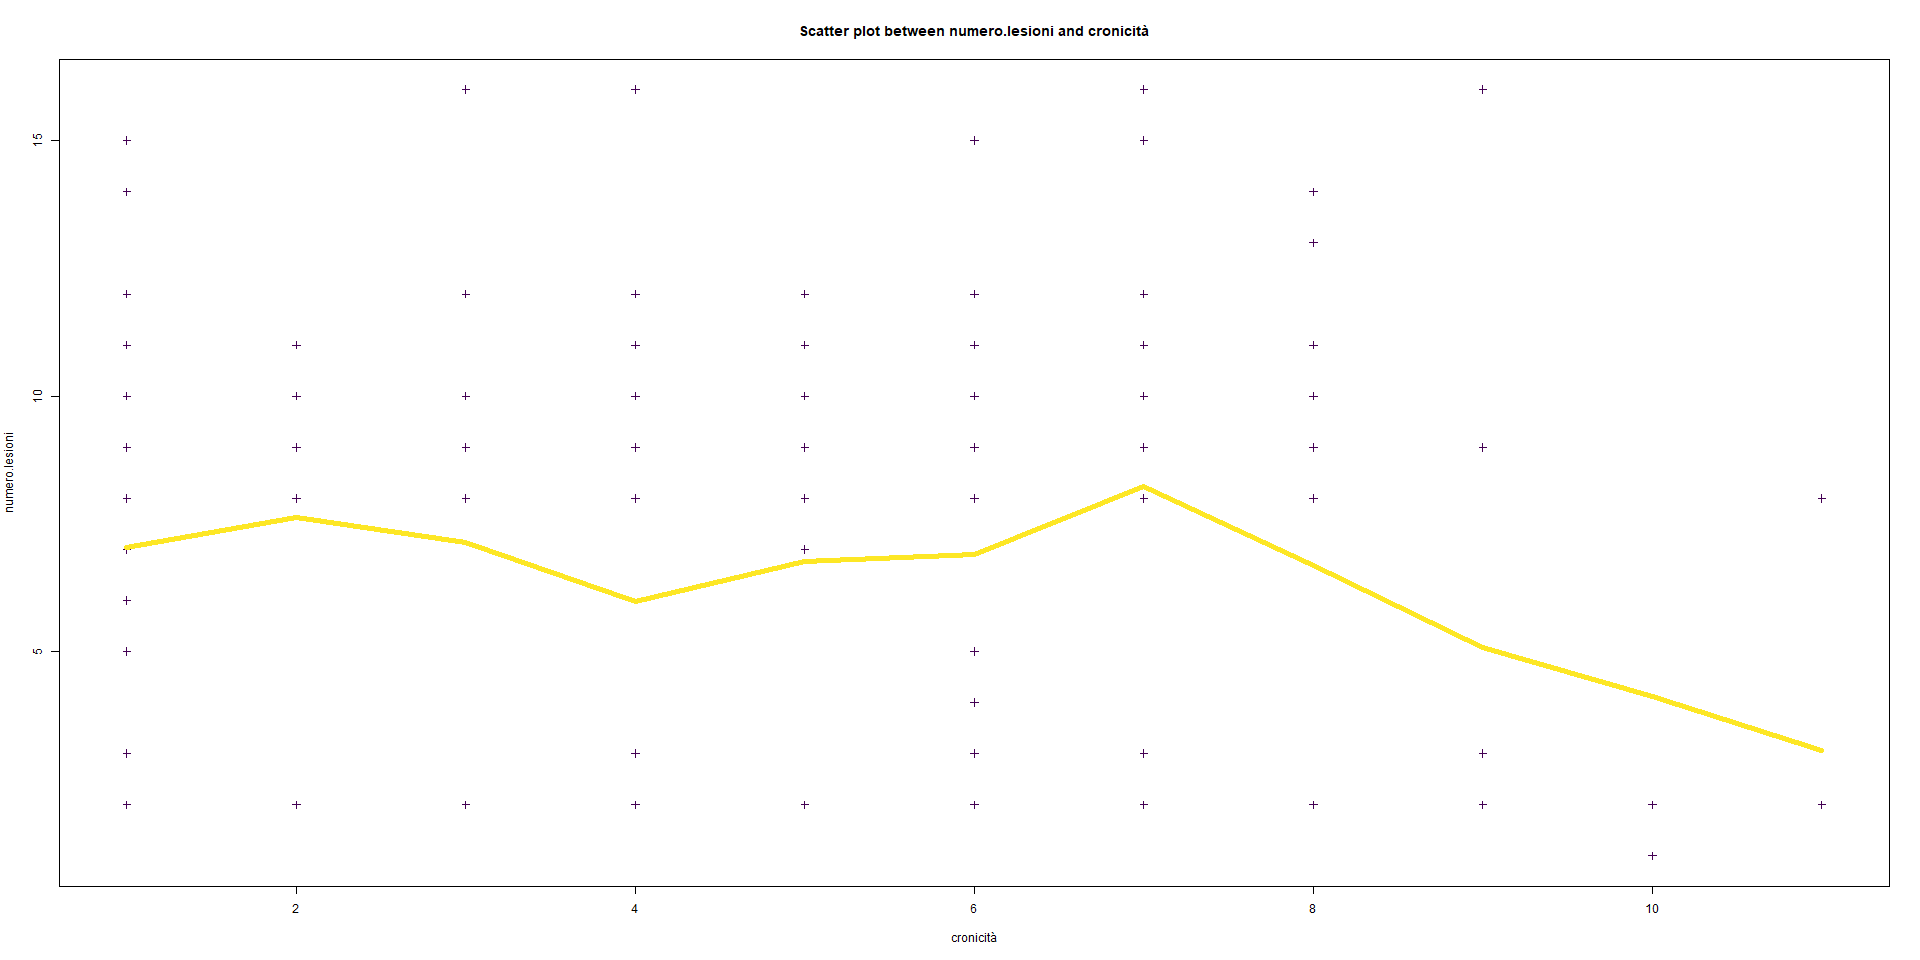 Scatter plot between numero.lesioni and cronicità
15
10
5
numero.lesioni
2 4 6 8 10
cronicità